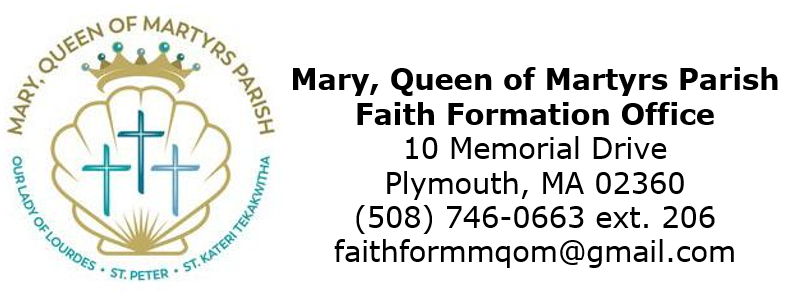 MARY, QUEEN OF MARTYRS PARISH
OUR LADY OF LOURDES • ST. PETER • ST. KATERI TEKAKWITHA
Mary, Queen of Martyrs Parish
Faith Formation Office
10 Memorial Drive
Plymouth, MA 02360
(508) 746-0663 ext. 206
faithformmqom@gmail.com